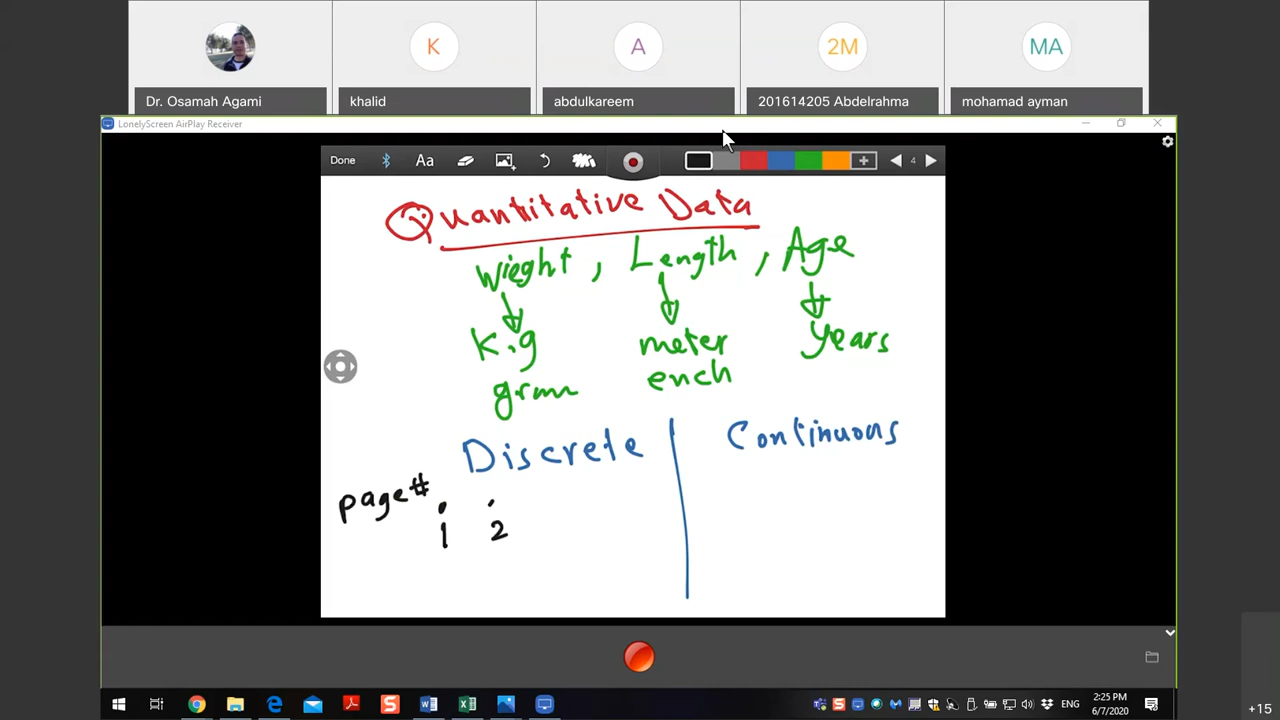 K A 2M MA
Dr. Osamah Agami khalid abdulkareem 201614205 Abdelrahma mohamad ayman
LonelyScreen AirPlay Receiver
Done Aa 4
Quantitative Data
Wieght , Length , Age
K.g meter years
gram ench
Discrete Continuous
page#
1 2
ENG 2:25 PM
6/7/2020
+15